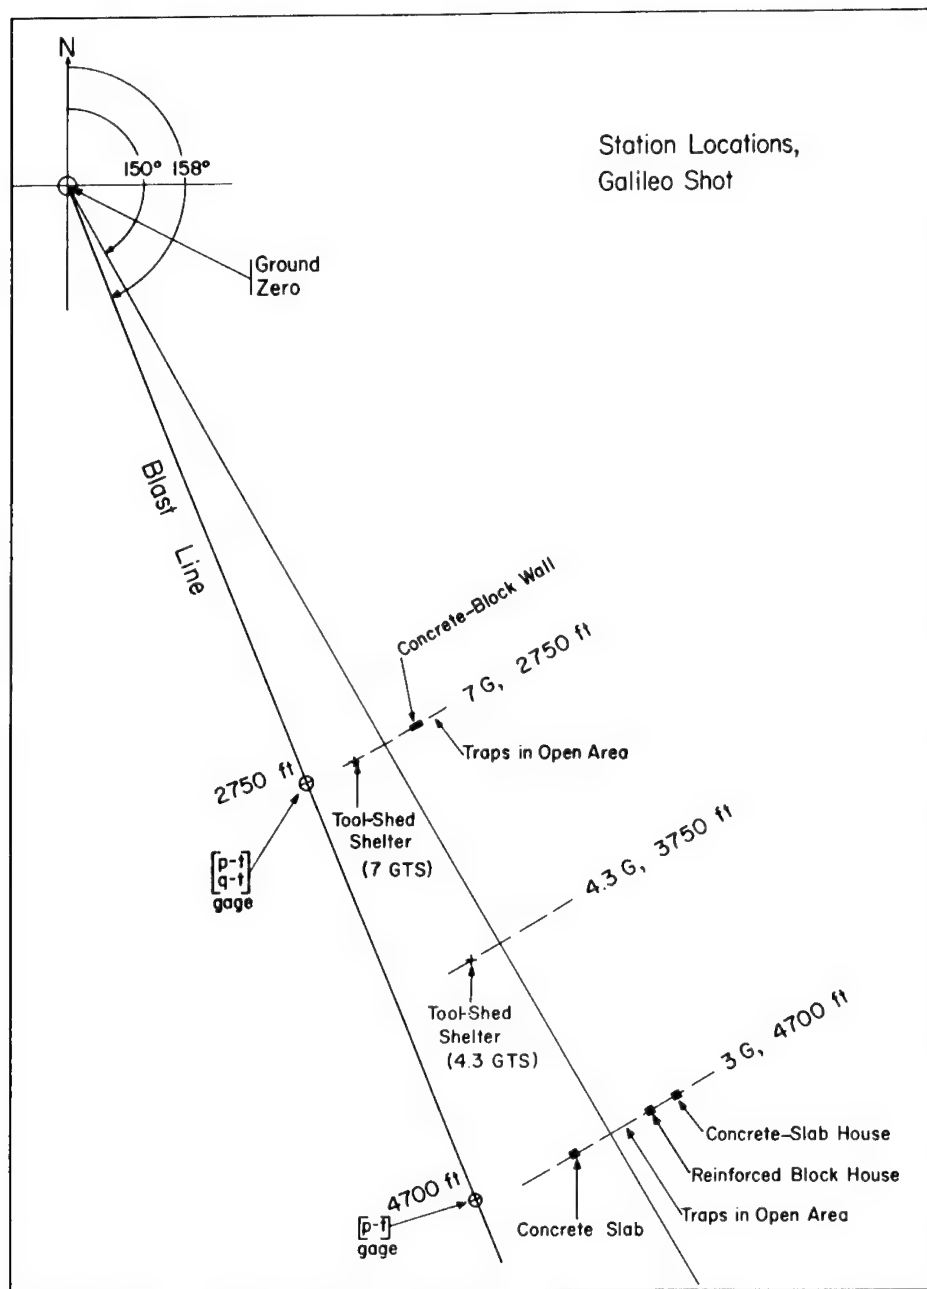 N
Station Locations,
Galileo Shot
150°
158°
Ground
Zero
Blast Line
Concrete-Block Wall
7 G, 2750 ft
Traps in Open Area
2750 ft
Tool-Shed
Shelter
(7 GTS)
[p-t
q-t]
gage
4.3 G, 3750 ft
Tool-Shed
Shelter
(4.3 GTS)
3 G, 4700 ft
Concrete-Slab House
Reinforced Block House
Traps in Open Area
Concrete Slab
4700 ft
[p-t]
gage